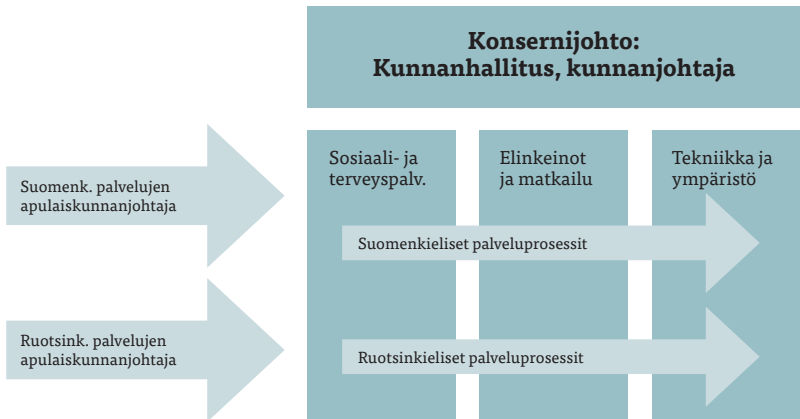 Konsernijohto:
Kunnanhallitus, kunnanjohtaja
Sosiaali- ja
terveyspalv.
Elinkeinot
ja matkailu
Tekniikka ja
ympäristö
Suomenk. palvelujen
apulaiskunnanjohtaja
Suomenkieliset palveluprosessit
Ruotsink. palvelujen
apulaiskunnanjohtaja
Ruotsinkieliset palveluprosessit